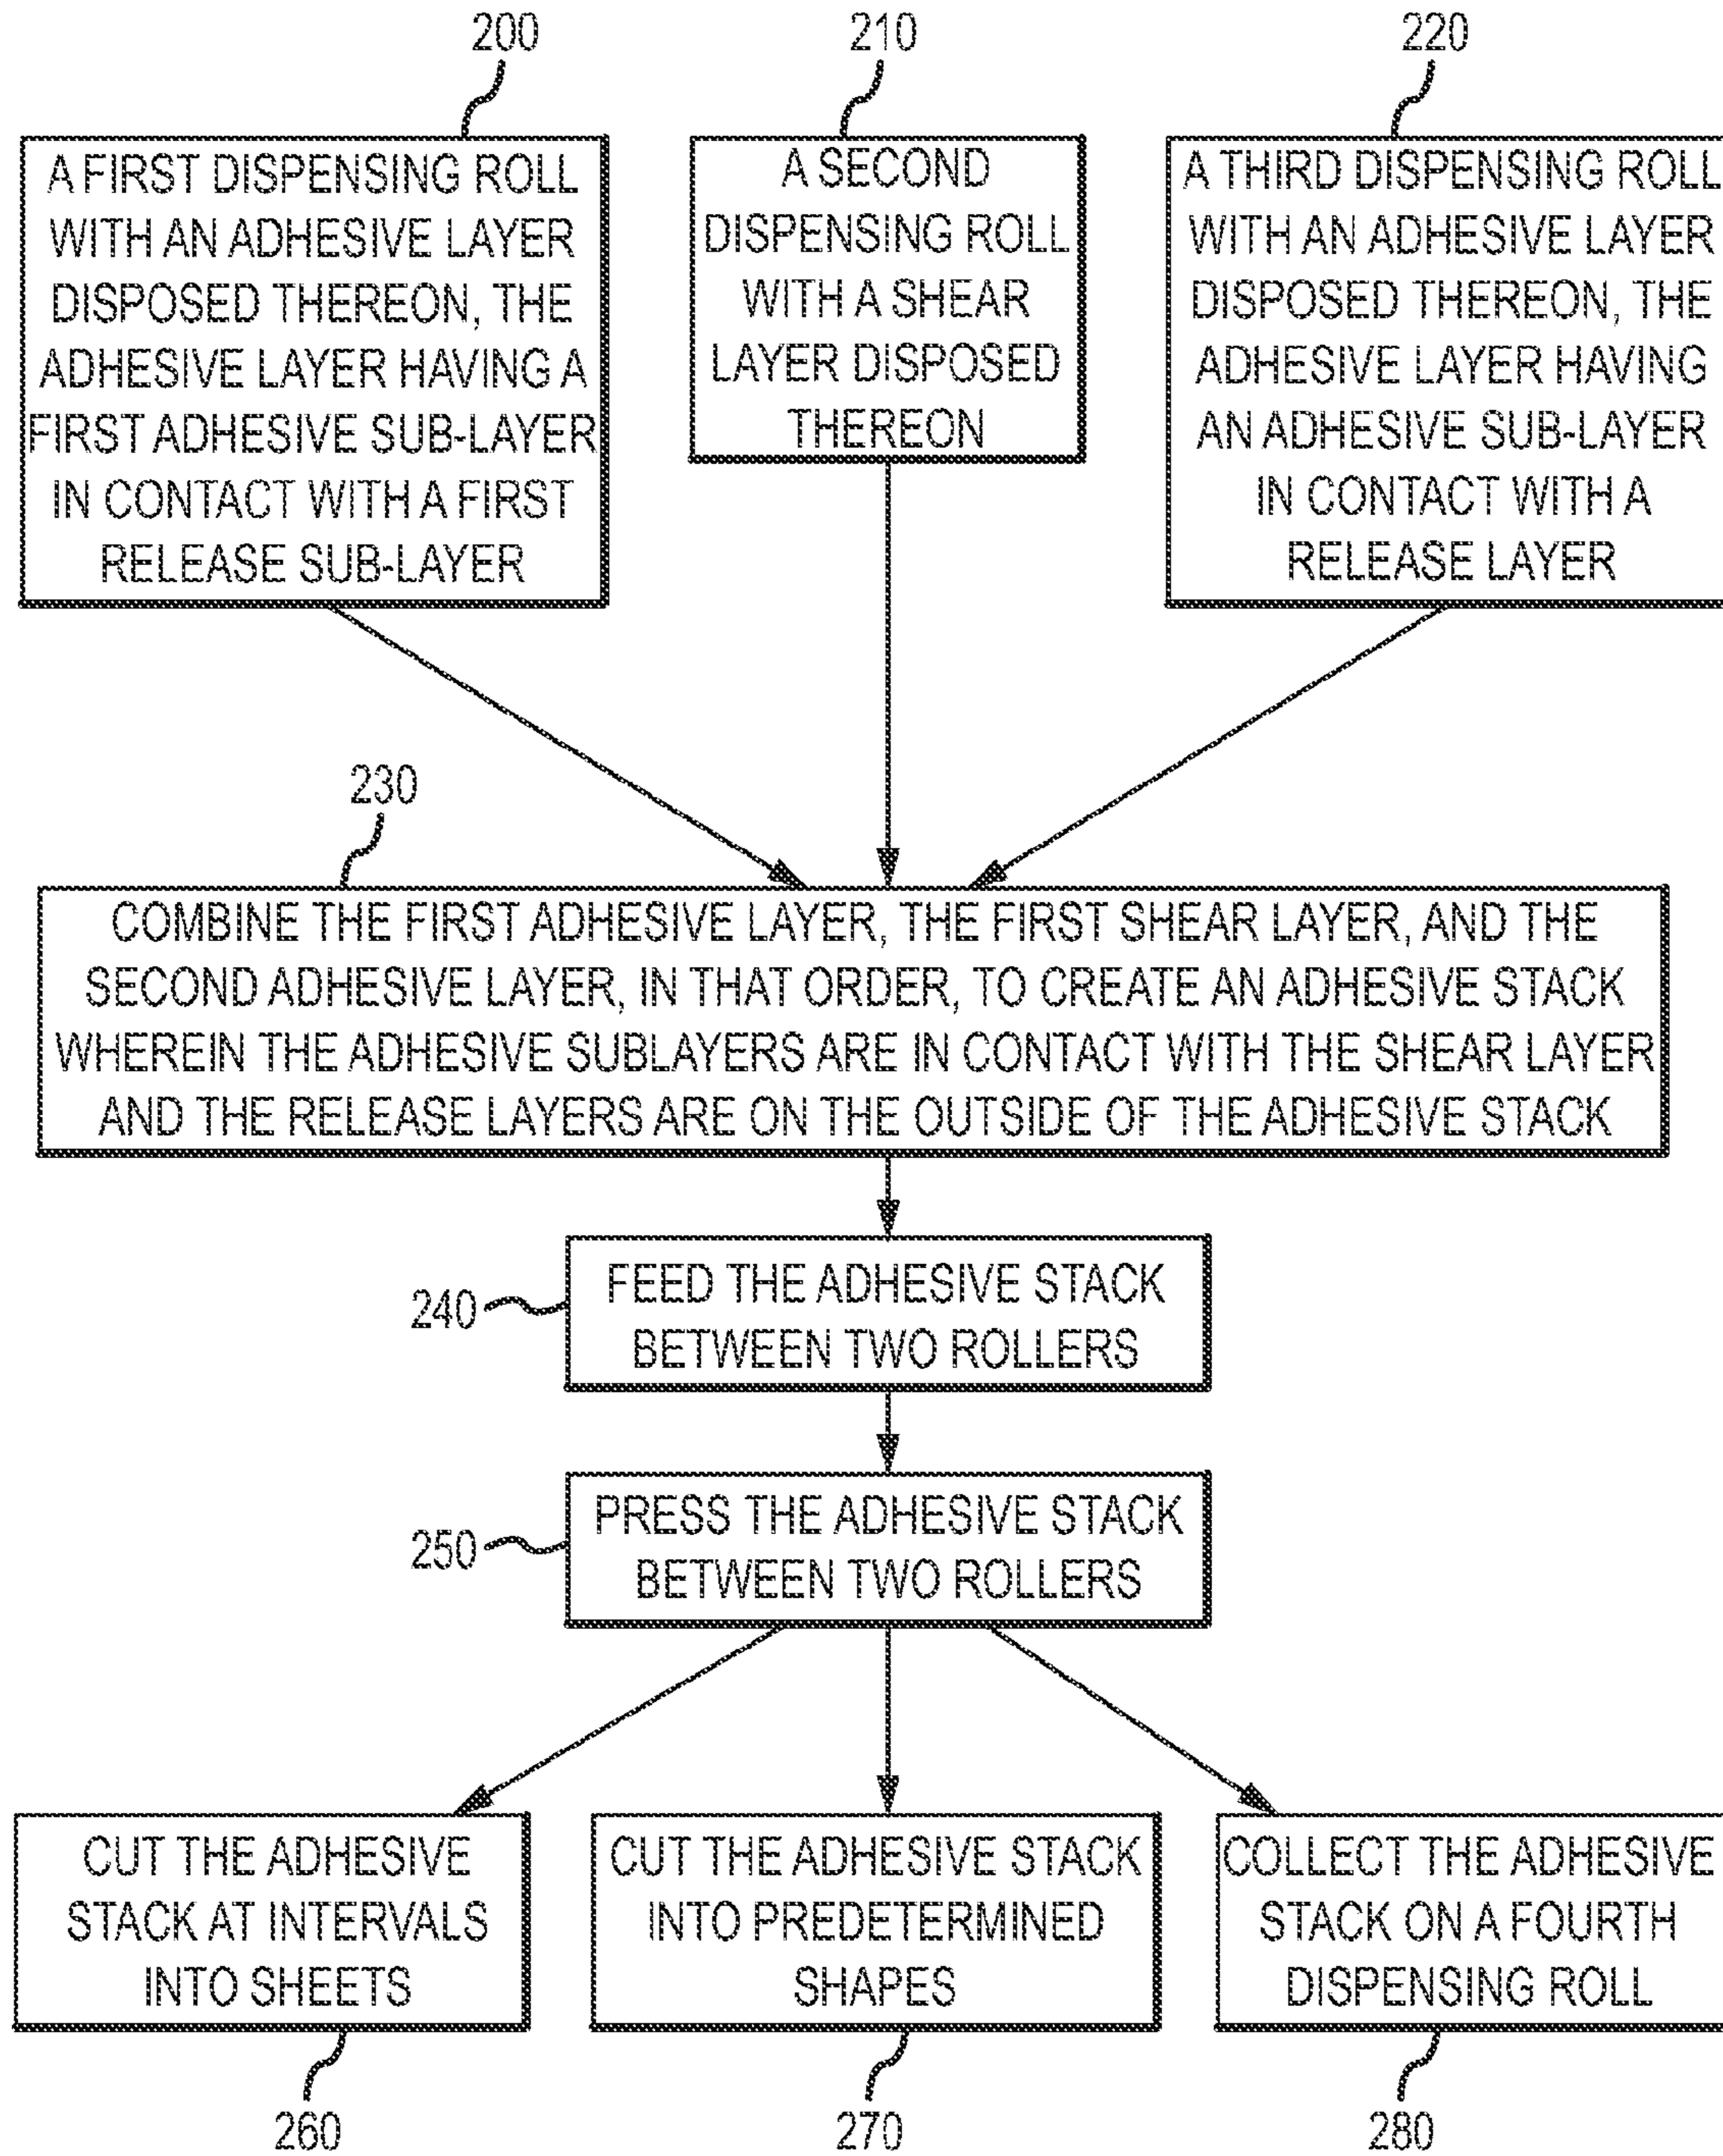 200
210
220
A FIRST DISPENSING ROLL
WITH AN ADHESIVE LAYER
DISPOSED THEREON, THE
ADHESIVE LAYER HAVING A
FIRST ADHESIVE SUB-LAYER
IN CONTACT WITH A FIRST
RELEASE SUB-LAYER
A SECOND
DISPENSING ROLL
WITH A SHEAR
LAYER DISPOSED
THEREON
A THIRD DISPENSING ROLL
WITH AN ADHESIVE LAYER
DISPOSED THEREON, THE
ADHESIVE LAYER HAVING
AN ADHESIVE SUB-LAYER
IN CONTACT WITH A
RELEASE LAYER
230
COMBINE THE FIRST ADHESIVE LAYER, THE FIRST SHEAR LAYER, AND THE
SECOND ADHESIVE LAYER, IN THAT ORDER, TO CREATE AN ADHESIVE STACK
WHEREIN THE ADHESIVE SUBLAYERS ARE IN CONTACT WITH THE SHEAR LAYER
AND THE RELEASE LAYERS ARE ON THE OUTSIDE OF THE ADHESIVE STACK
240
FEED THE ADHESIVE STACK
BETWEEN TWO ROLLERS
250
PRESS THE ADHESIVE STACK
BETWEEN TWO ROLLERS
CUT THE ADHESIVE
STACK AT INTERVALS
INTO SHEETS
CUT THE ADHESIVE STACK
INTO PREDETERMINED
SHAPES
COLLECT THE ADHESIVE
STACK ON A FOURTH
DISPENSING ROLL
260
270
280